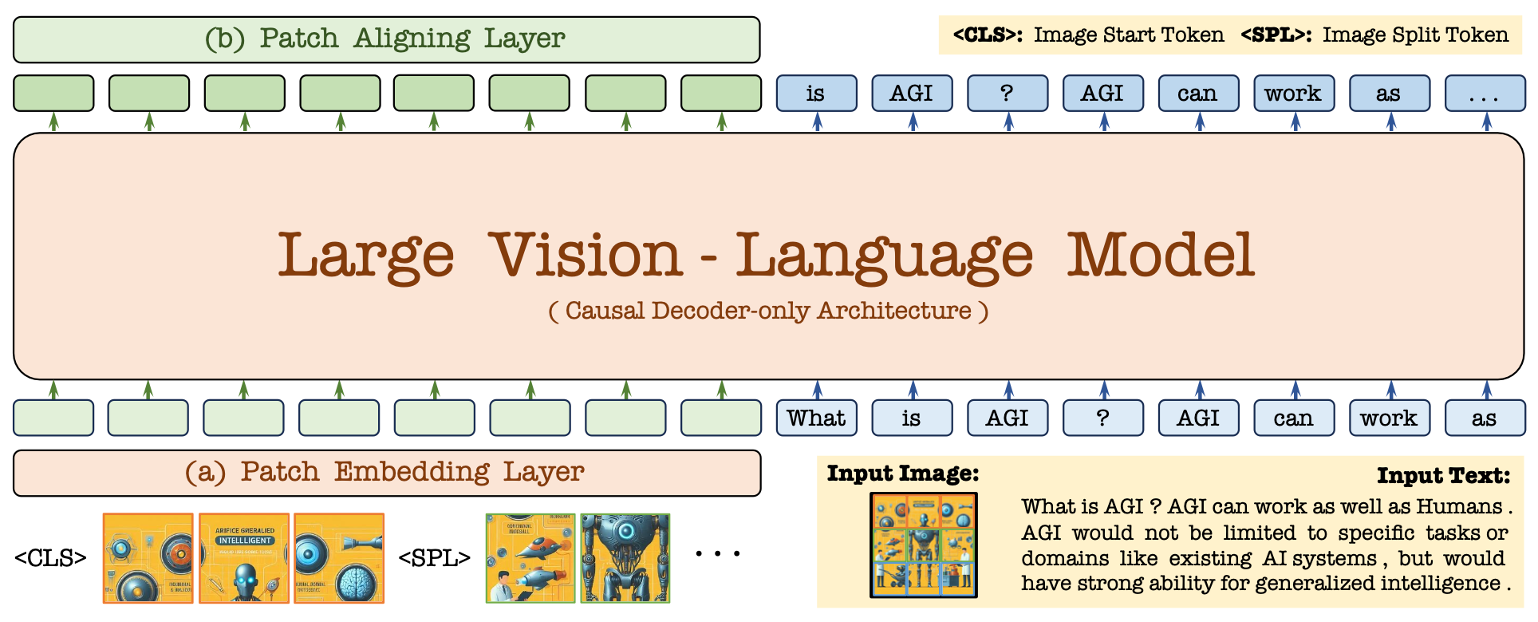 (b) Patch Aligning Layer
<CLS>: Image Start Token <SPL>: Image Split Token
is AGI ? AGI can work as ...
Large Vision - Language Model
( Causal Decoder-only Architecture )
What is AGI ? AGI can work as
(a) Patch Embedding Layer
<CLS>
ARIFICE GBERALIED
INTELLLIGENT
<SPL>
...
Input Image:
Input Text:
What is AGI ? AGI can work as well as Humans .
AGI would not be limited to specific tasks or
domains like existing AI systems , but would
have strong ability for generalized intelligence .